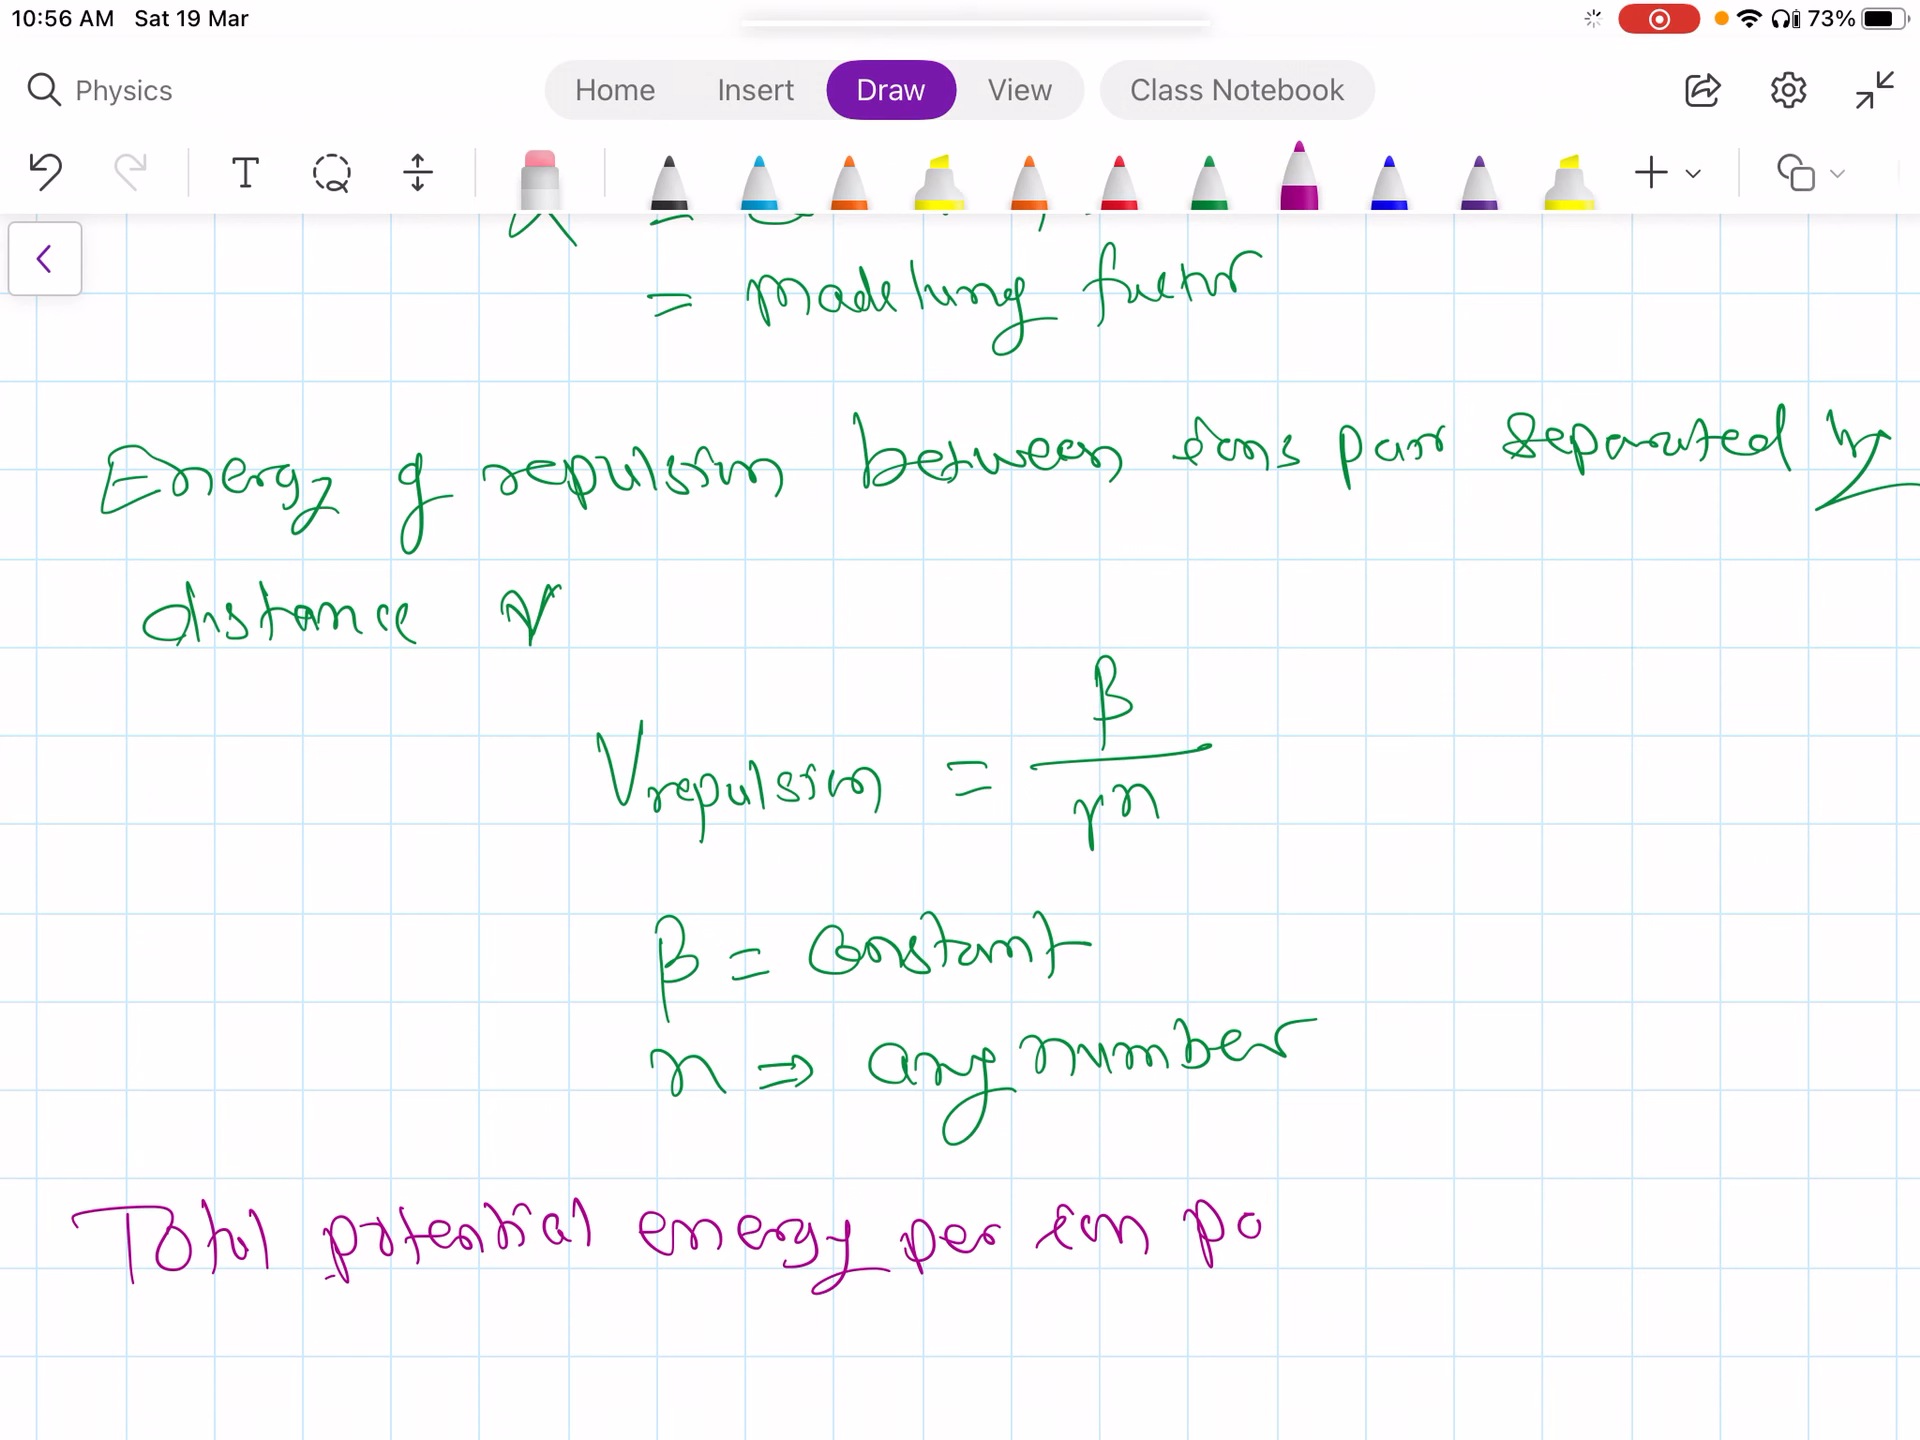 10:56 AM Sat 19 Mar 73%
Physics Home Insert Draw View Class Notebook
T
= Madelung factor
Energy of repulsion between ions pair separated by
distance r
V repulsion = β / r^n
β = Constant
n ⇒ any number
Total potential energy per ion pa